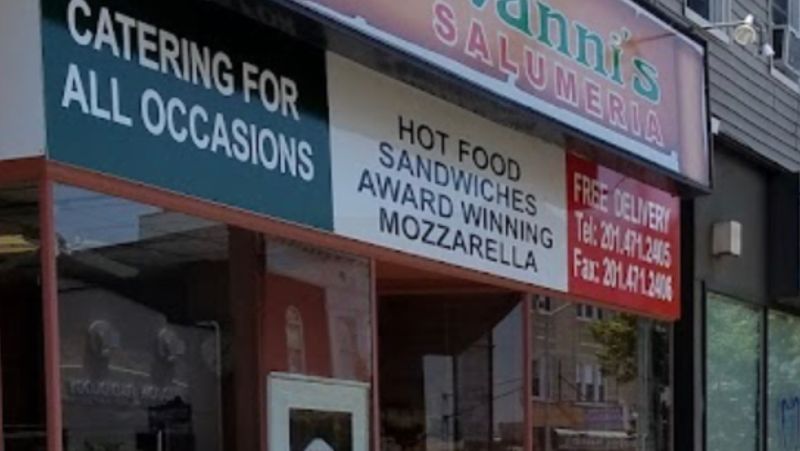 vanni's
SALUMERIA
CATERING FOR
ALL OCCASIONS
HOT FOOD
SANDWICHES
AWARD WINNING
MOZZARELLA
FREE DELIVERY
Tel: 201.471.2405
Fax: 201.471.2406